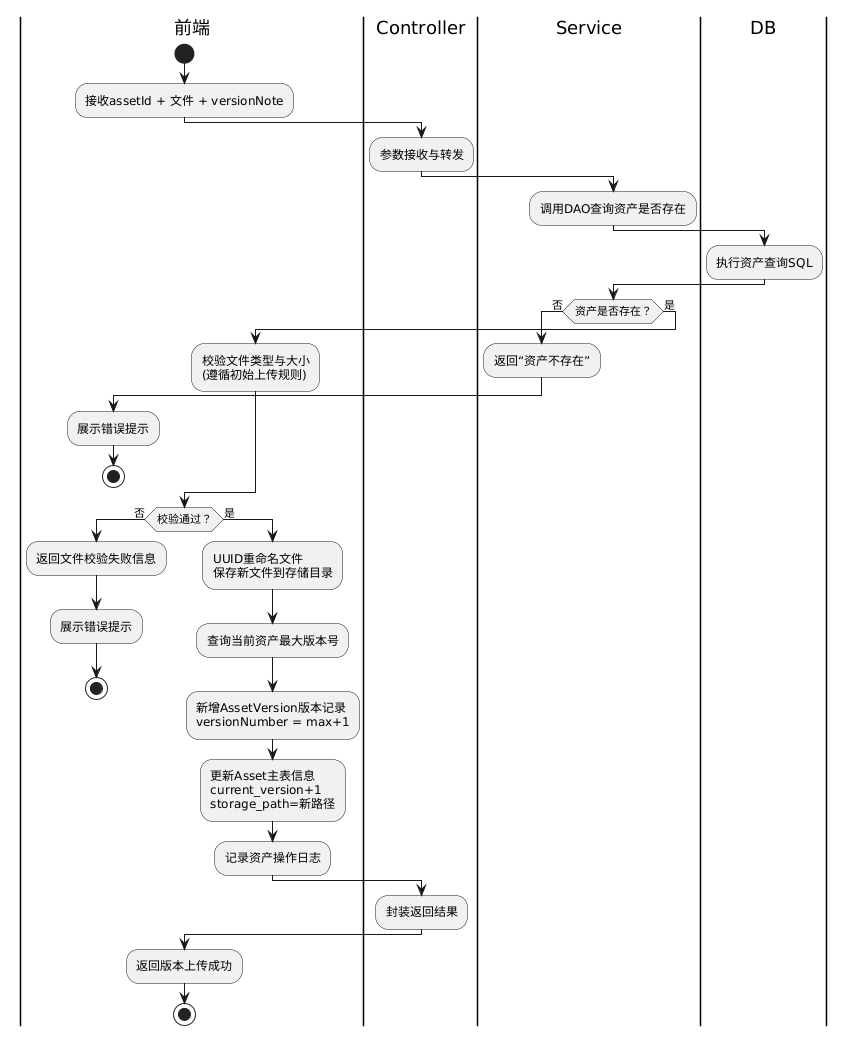 前端
Controller
Service
DB
接收assetId + 文件 + versionNote
参数接收与转发
调用DAO查询资产是否存在
执行资产查询SQL
否
资产是否存在？
是
校验文件类型与大小
(遵循初始上传规则)
返回“资产不存在”
展示错误提示
否
校验通过？
是
返回文件校验失败信息
UUID重命名文件
保存新文件到存储目录
展示错误提示
查询当前资产最大版本号
新增AssetVersion版本记录
versionNumber = max+1
更新Asset主表信息
current_version+1
storage_path=新路径
记录资产操作日志
封装返回结果
返回版本上传成功